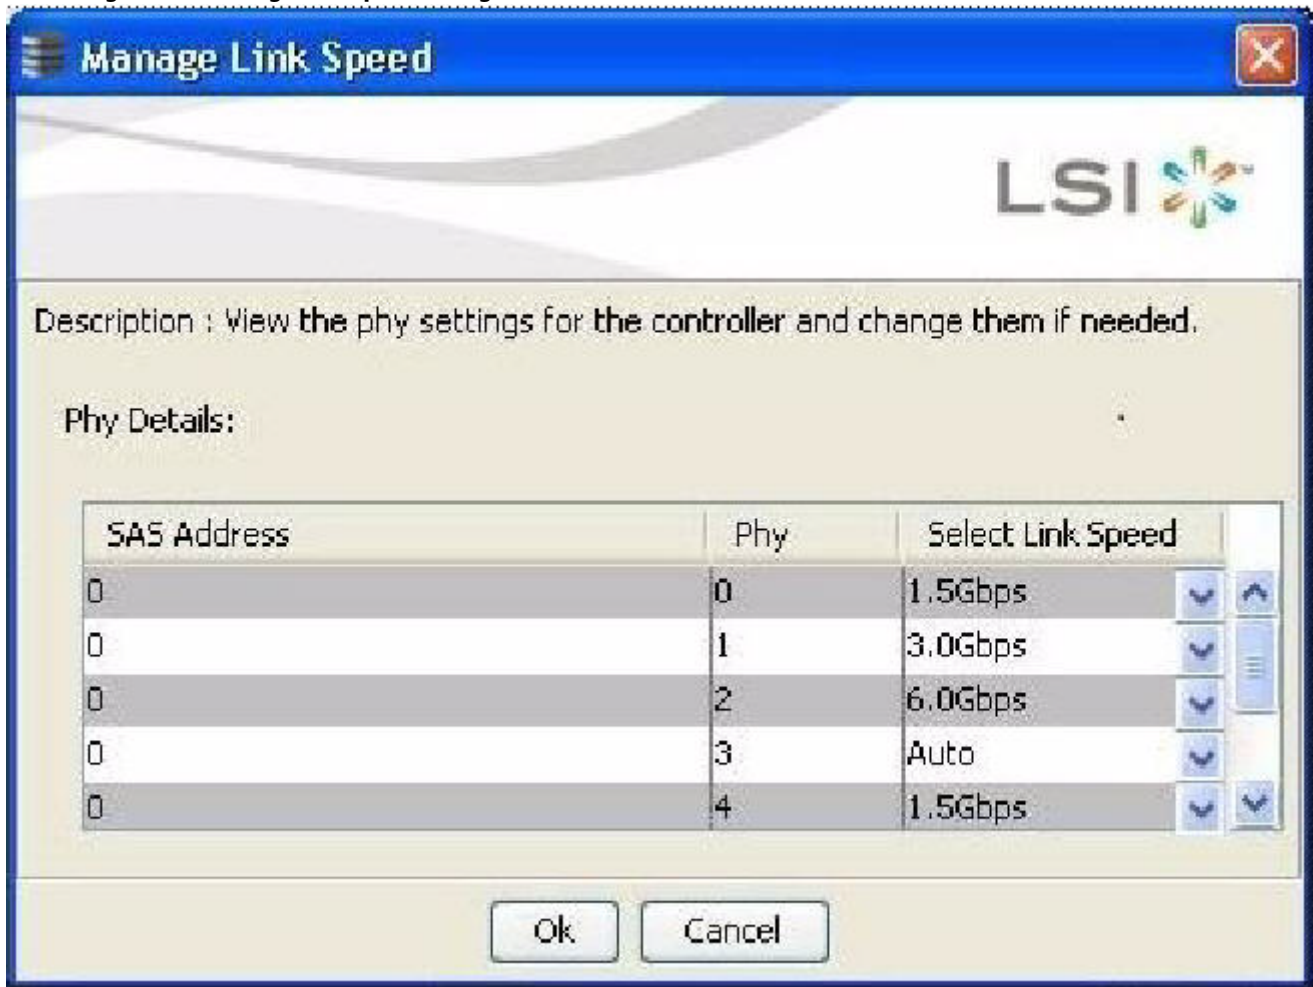 Manage Link Speed
LSI
Description : View the phy settings for the controller and change them if needed.
Phy Details:
SAS Address Phy Select Link Speed
0 0 1.5Gbps
0 1 3.0Gbps
0 2 6.0Gbps
0 3 Auto
0 4 1.5Gbps
Ok Cancel